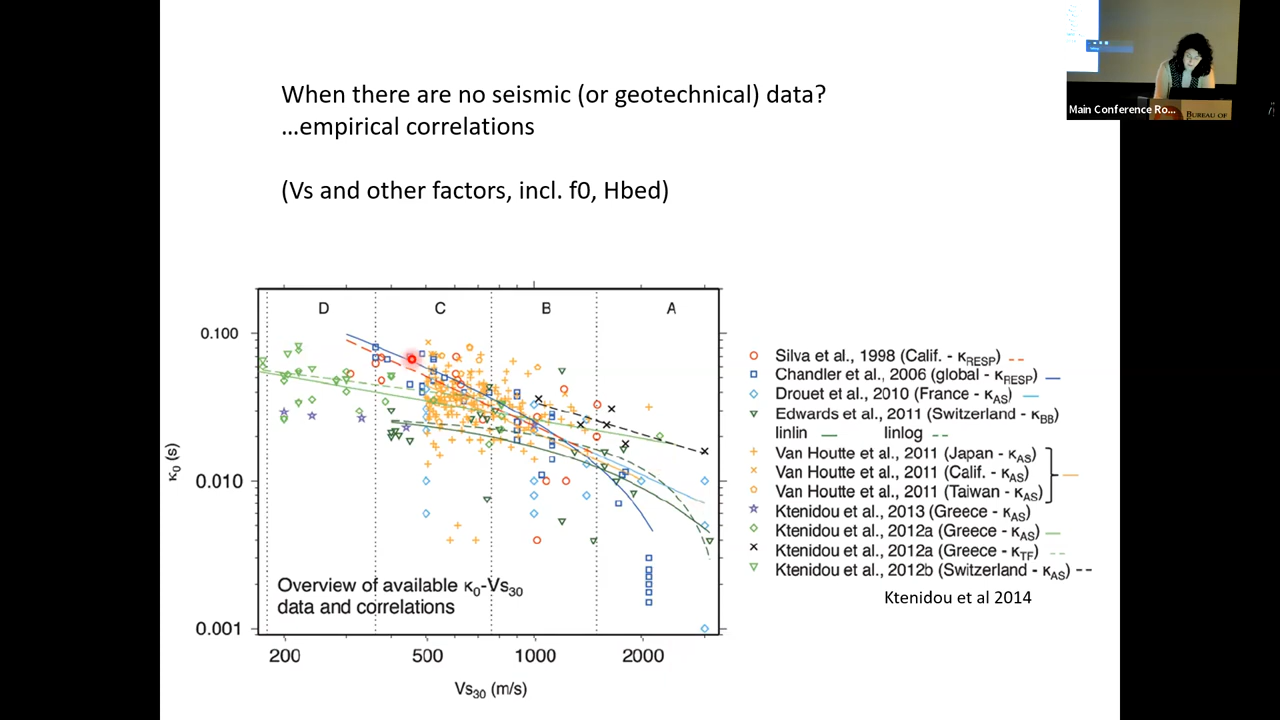 When there are no seismic (or geotechnical) data?
...empirical correlations
(Vs and other factors, incl. f0, Hbed)
Main Conference Ro...
BUREAU OF
D C B A
0.100
0.010
0.001
κ0 (s)
200 500 1000 2000
Vs30 (m/s)
Overview of available κ0-Vs30
data and correlations
Silva et al., 1998 (Calif. - κRESP)
Chandler et al., 2006 (global - κRESP)
Drouet et al., 2010 (France - κAS)
Edwards et al., 2011 (Switzerland - κBB)
linlin linlog
Van Houtte et al., 2011 (Japan - κAS)
Van Houtte et al., 2011 (Calif. - κAS)
Van Houtte et al., 2011 (Taiwan - κAS)
Ktenidou et al., 2013 (Greece - κAS)
Ktenidou et al., 2012a (Greece - κAS)
Ktenidou et al., 2012a (Greece - κTF)
Ktenidou et al., 2012b (Switzerland - κAS)
Ktenidou et al 2014